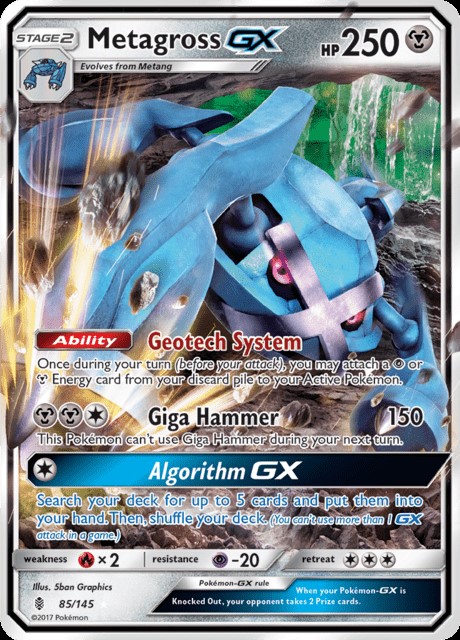 STAGE 2 Metagross GX HP 250
Evolves from Metang
Ability Geotech System
Once during your turn (before your attack), you may attach a or
Energy card from your discard pile to your Active Pokémon.
Giga Hammer 150
This Pokémon can't use Giga Hammer during your next turn.
Algorithm GX
Search your deck for up to 5 cards and put them into
your hand. Then, shuffle your deck. (You can't use more than 1 GX
attack in a game.)
weakness ×2 resistance -20 retreat
Illus. 5ban Graphics
85/145
©2017 Pokémon
Pokémon-GX rule
When your Pokémon-GX is
Knocked Out, your opponent takes 2 Prize cards.